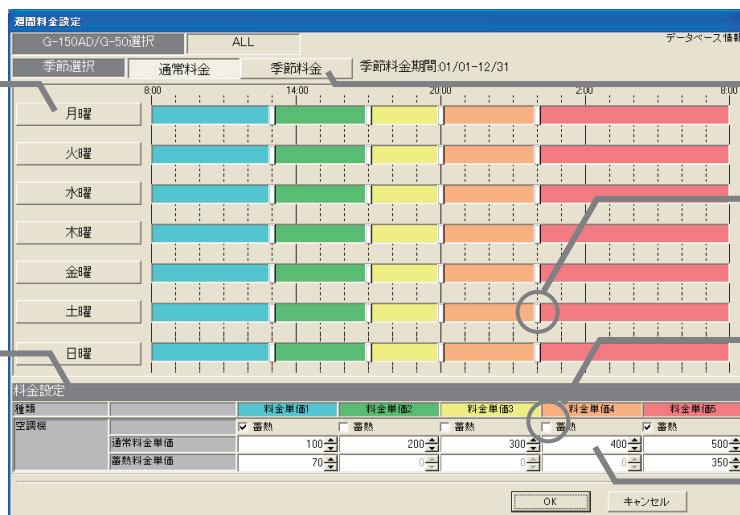 週間料金設定
G-150AD/G-50選択 ALL データベース情報
季節選択 通常料金 季節料金 季節料金期間:01/01-12/31
8:00 14:00 20:00 2:00 8:00
月曜
火曜
水曜
木曜
金曜
土曜
日曜
料金設定
種類 料金単価1 料金単価2 料金単価3 料金単価4 料金単価5
空調機 蓄熱 蓄熱 蓄熱 蓄熱 蓄熱
通常料金単価 100 200 300 400 500
蓄熱料金単価 70 0 0 0 350
OK キャンセル